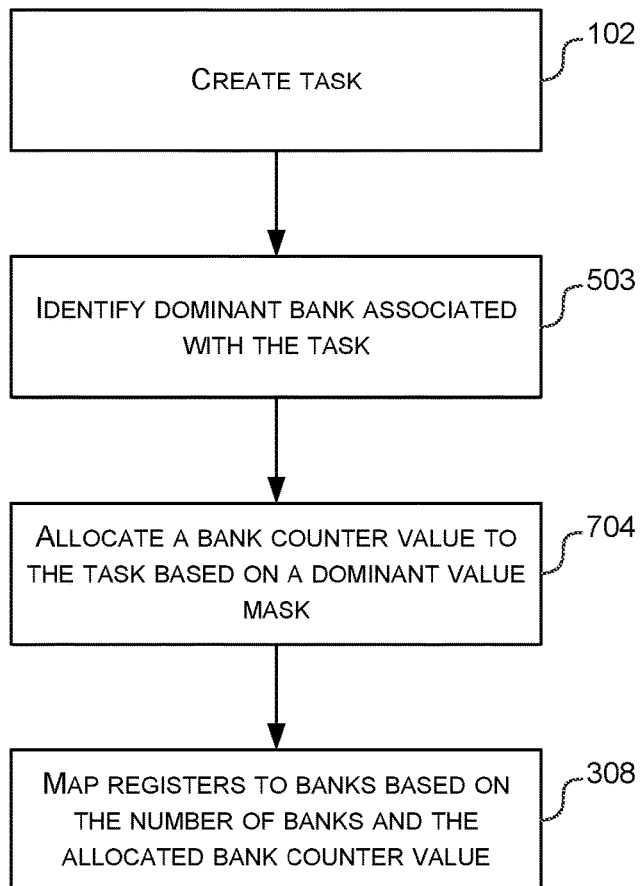 CREATE TASK
102
IDENTIFY DOMINANT BANK ASSOCIATED
WITH THE TASK
503
ALLOCATE A BANK COUNTER VALUE TO
THE TASK BASED ON A DOMINANT VALUE
MASK
704
MAP REGISTERS TO BANKS BASED ON
THE NUMBER OF BANKS AND THE
ALLOCATED BANK COUNTER VALUE
308